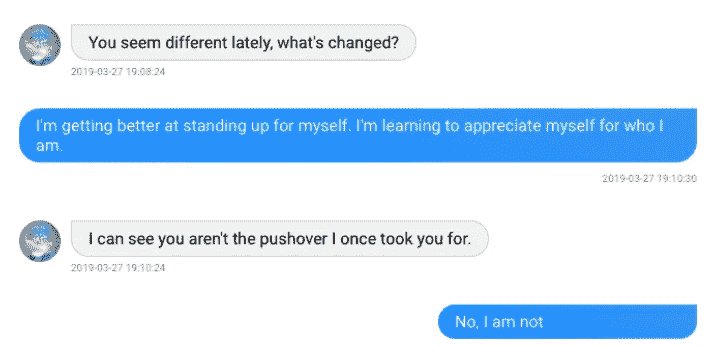 You seem different lately, what's changed?
2019-03-27 19:08:24
I'm getting better at standing up for myself. I'm learning to appreciate myself for who I
am.
2019-03-27 19:10:30
I can see you aren't the pushover I once took you for.
2019-03-27 19:10:24
No, I am not